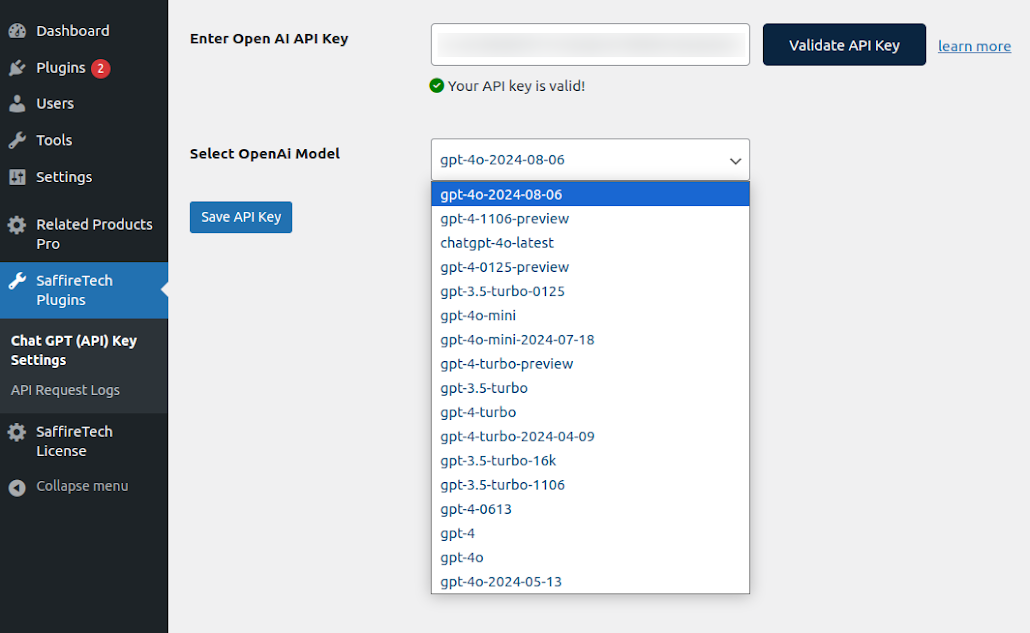 Dashboard
Plugins 2
Users
Tools
Settings
Related Products
Pro
SaffireTech
Plugins
Chat GPT (API) Key
Settings
API Request Logs
SaffireTech
License
Collapse menu
Enter Open AI API Key
Validate API Key
learn more
Your API key is valid!
Select OpenAi Model
gpt-4o-2024-08-06
Save API Key
gpt-4o-2024-08-06
gpt-4-1106-preview
chatgpt-4o-latest
gpt-4-0125-preview
gpt-3.5-turbo-0125
gpt-4o-mini
gpt-4o-mini-2024-07-18
gpt-4-turbo-preview
gpt-3.5-turbo
gpt-4-turbo
gpt-4-turbo-2024-04-09
gpt-3.5-turbo-16k
gpt-3.5-turbo-1106
gpt-4-0613
gpt-4
gpt-4o
gpt-4o-2024-05-13